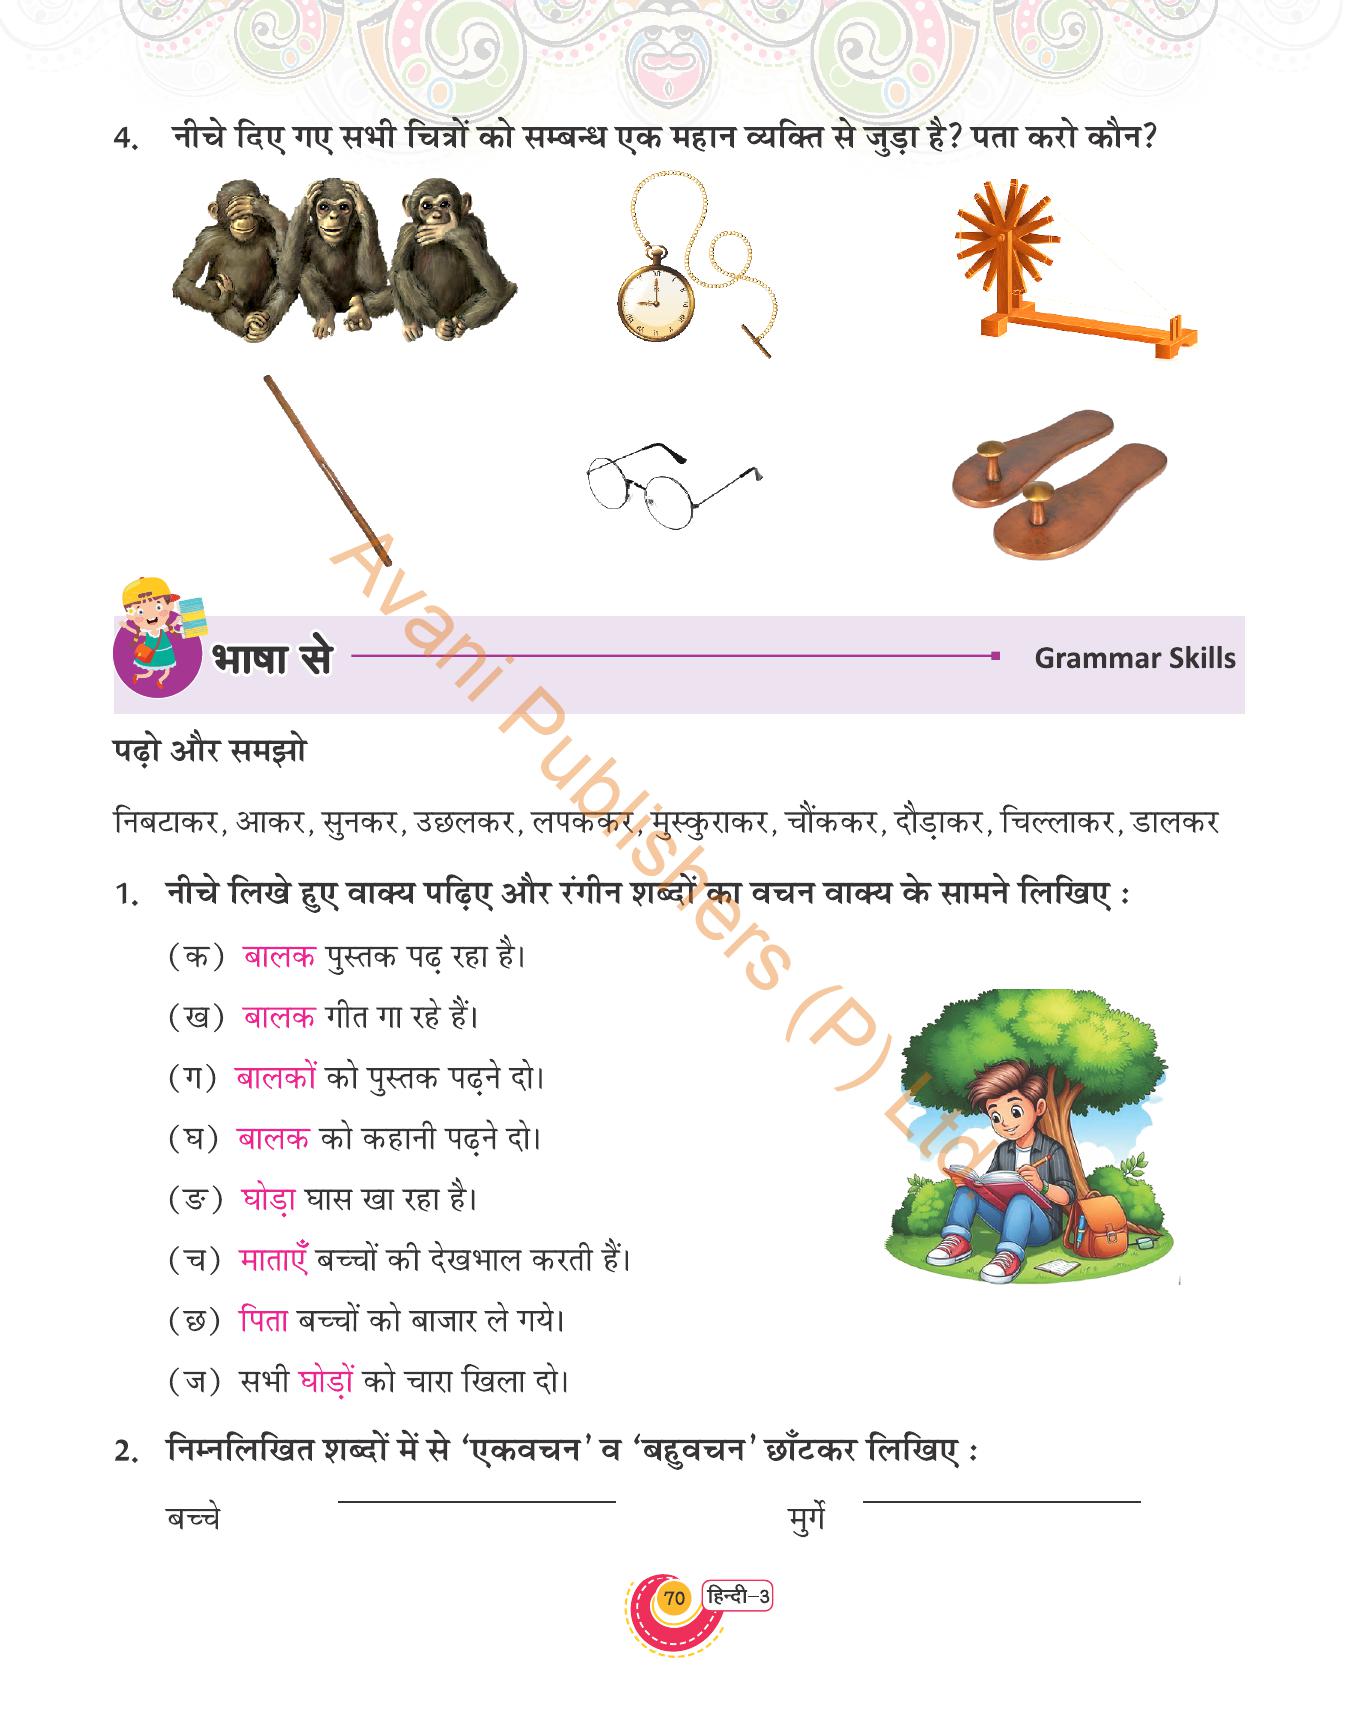 4. नीचे दिए गए सभी चित्रों को सम्बन्ध एक महान व्यक्ति से जुड़ा है? पता करो कौन?
भाषा से Grammar Skills
पढ़ो और समझो
निबटाकर, आकर, सुनकर, उछलकर, लपककर, मुस्कुराकर, चौंककर, दौड़ाकर, चिल्लाकर, डालकर
1. नीचे लिखे हुए वाक्य पढ़िए और रंगीन शब्दों का वचन वाक्य के सामने लिखिए :
(क) बालक पुस्तक पढ़ रहा है।
(ख) बालक गीत गा रहे हैं।
(ग) बालकों को पुस्तक पढ़ने दो।
(घ) बालक को कहानी पढ़ने दो।
(ङ) घोड़ा घास खा रहा है।
(च) माताएँ बच्चों की देखभाल करती हैं।
(छ) पिता बच्चों को बाजार ले गये।
(ज) सभी घोड़ों को चारा खिला दो।
2. निम्नलिखित शब्दों में से ‘एकवचन’ व ‘बहुवचन’ छाँटकर लिखिए :
बच्चे मुर्गे
70 हिन्दी–3
Avani Publishers (P) Ltd.